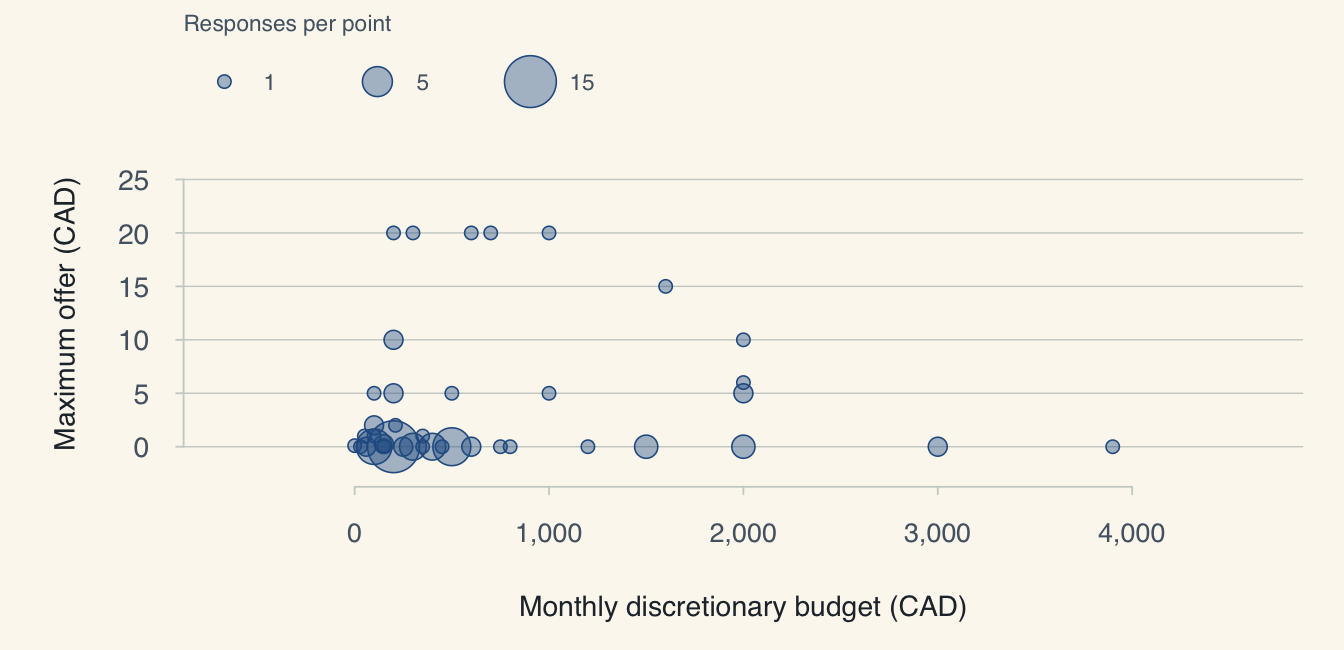 Responses per point
1 5 15
Maximum offer (CAD)
25
20
15
10
5
0
0 1,000 2,000 3,000 4,000
Monthly discretionary budget (CAD)